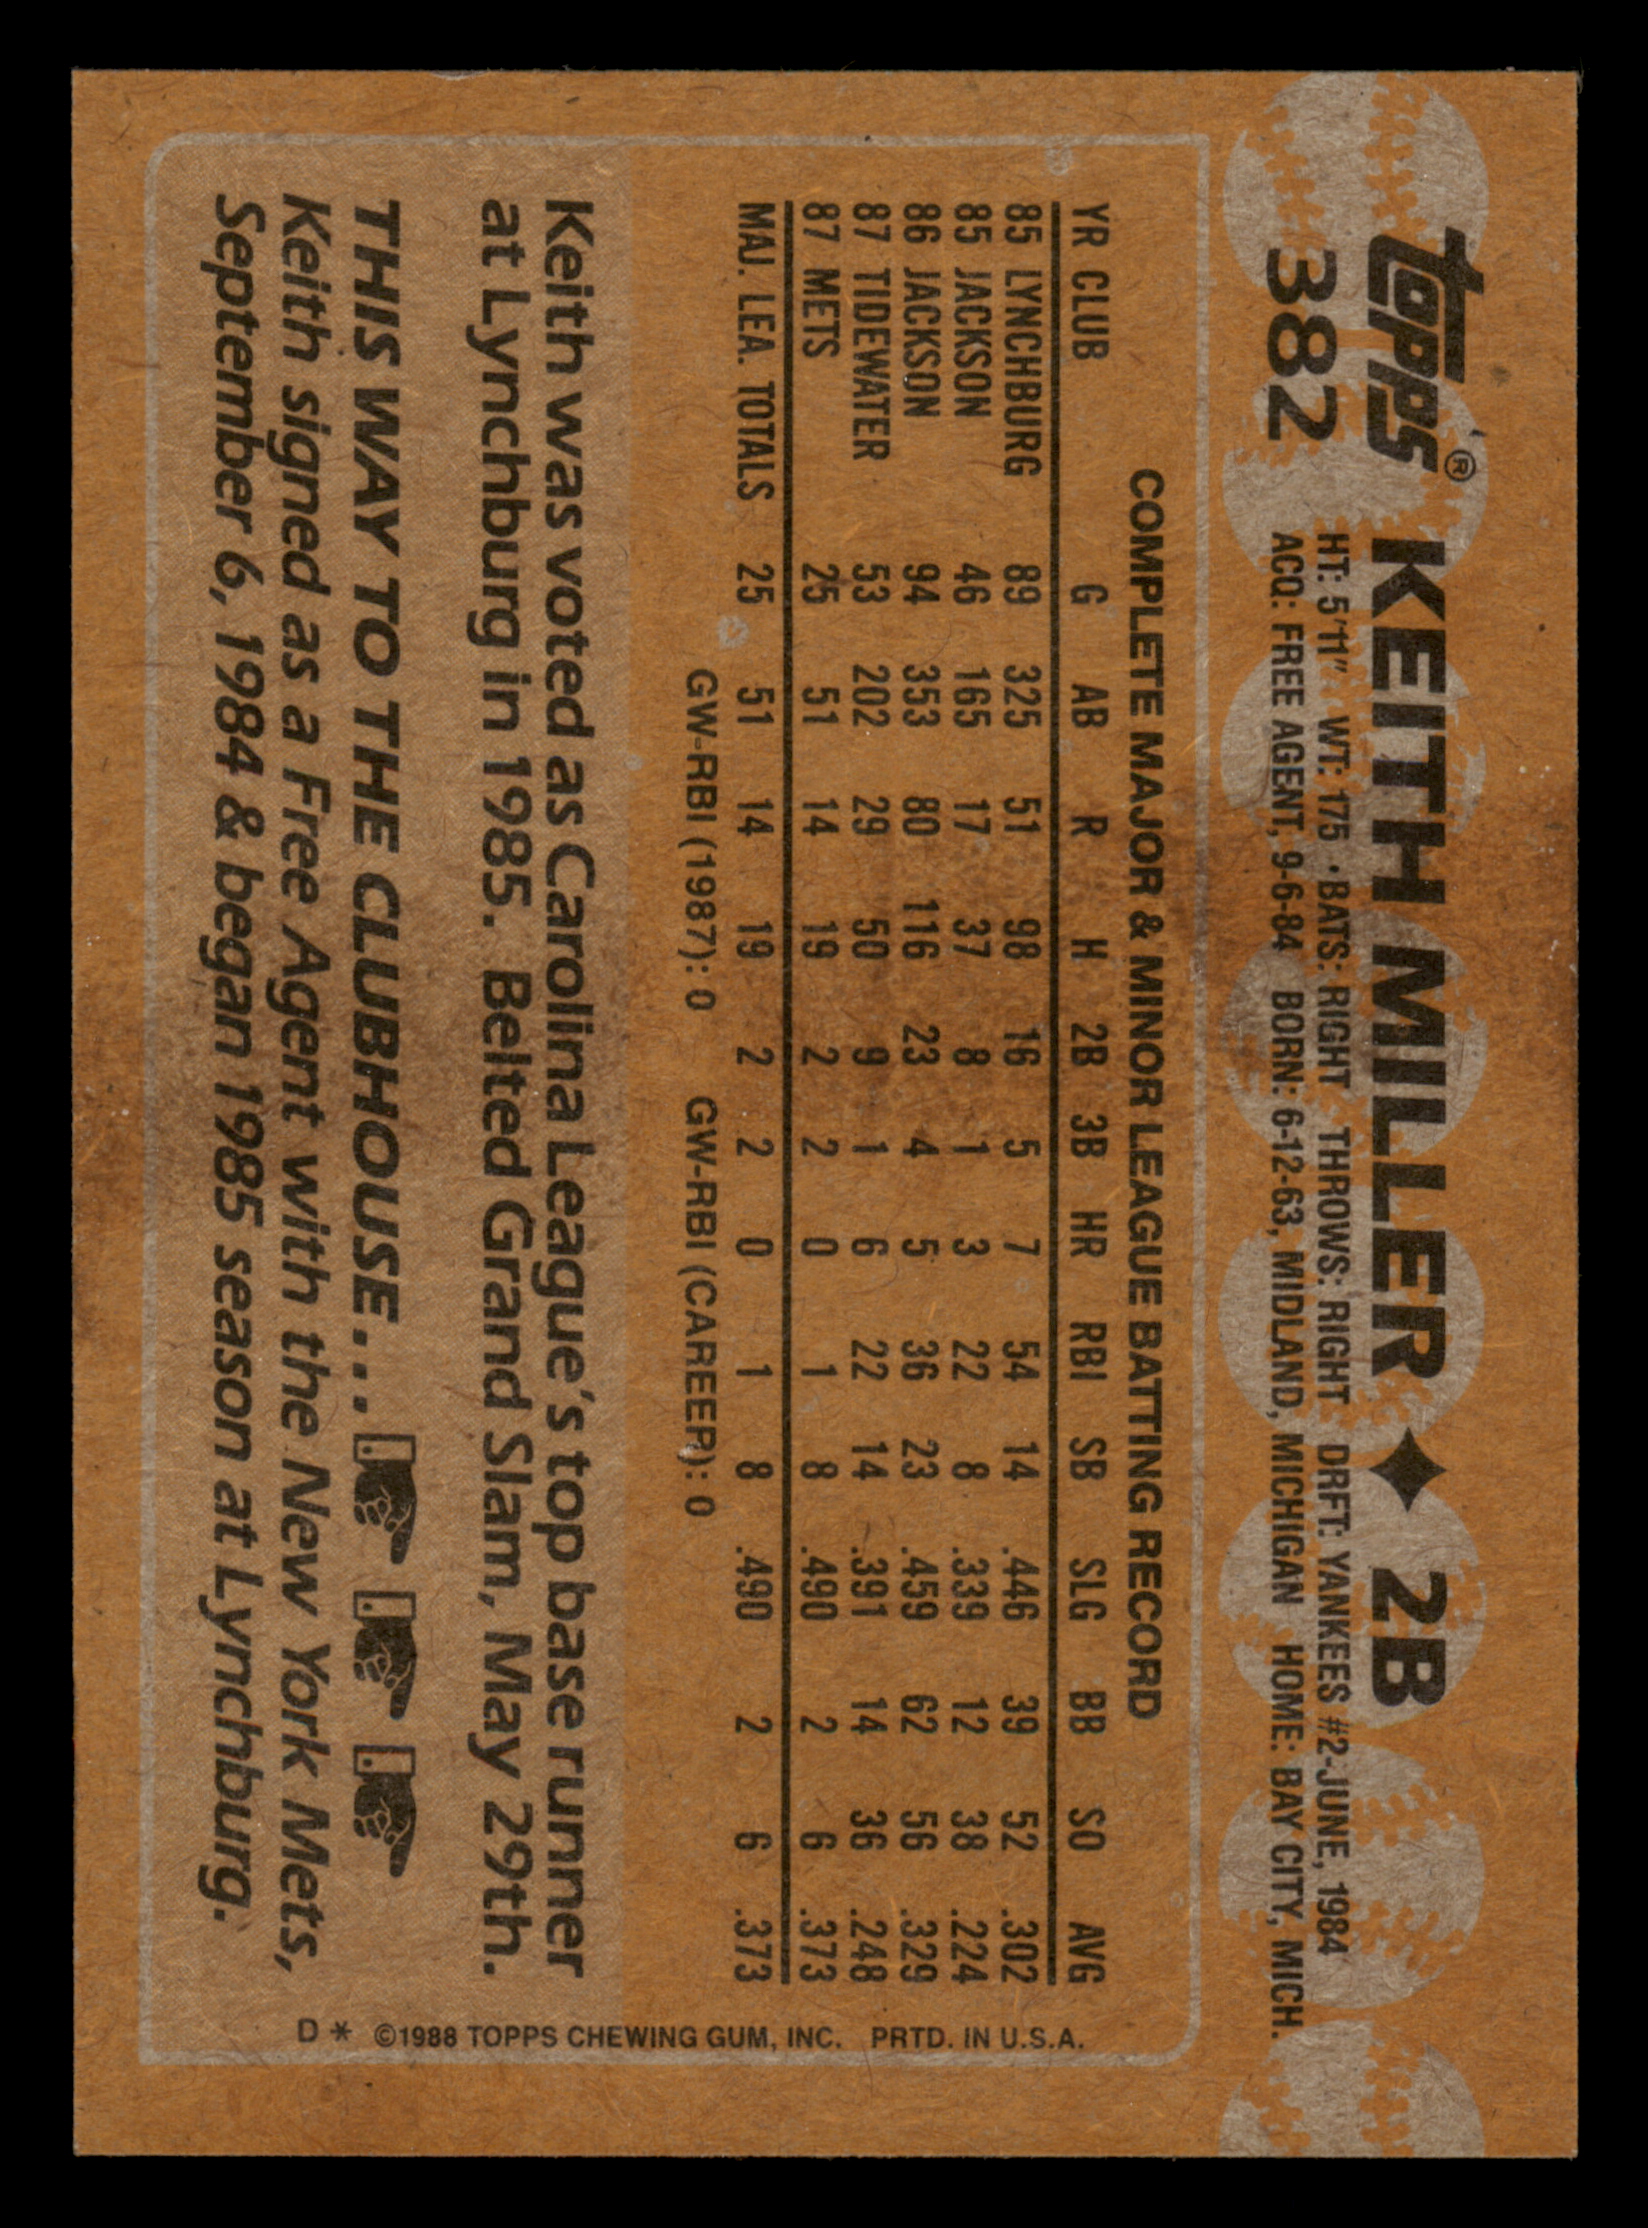 topps® KEITH MILLER ✦ 2B
382
HT: 5'11" WT: 175 · BATS: RIGHT THROWS: RIGHT DRFT: YANKEES #2-JUNE, 1984
ACQ: FREE AGENT, 9-6-84 BORN: 6-12-63, MIDLAND, MICHIGAN HOME: BAY CITY, MICH.
COMPLETE MAJOR & MINOR LEAGUE BATTING RECORD
YR CLUB G AB R H 2B 3B HR RBI SB SLG BB SO AVG
85 LYNCHBURG 89 325 51 98 16 5 7 54 14 .446 39 52 .302
85 JACKSON 46 165 17 37 8 1 3 22 8 .339 12 38 .224
86 JACKSON 94 353 80 116 23 4 5 36 23 .459 62 56 .329
87 TIDEWATER 53 202 29 50 9 1 6 22 14 .391 14 36 .248
87 METS 25 51 14 19 2 2 0 1 8 .490 2 6 .373
MAJ. LEA. TOTALS 25 51 14 19 2 2 0 1 8 .490 2 6 .373
GW-RBI (1987): 0 GW-RBI (CAREER): 0
Keith was voted as Carolina League's top base runner
at Lynchburg in 1985. Belted Grand Slam, May 29th.
THIS WAY TO THE CLUBHOUSE...
Keith signed as a Free Agent with the New York Mets,
September 6, 1984 & began 1985 season at Lynchburg.
D * ©1988 TOPPS CHEWING GUM, INC. PRTD. IN U.S.A.